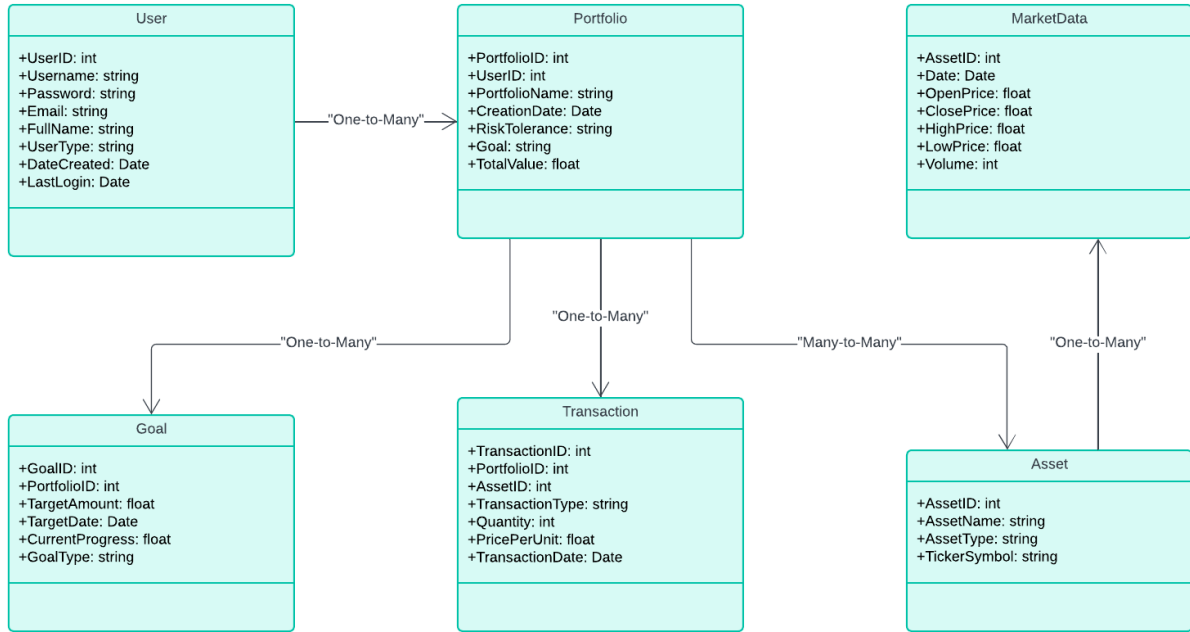 User
+UserID: int
+Username: string
+Password: string
+Email: string
+FullName: string
+UserType: string
+DateCreated: Date
+LastLogin: Date
"One-to-Many"
Portfolio
+PortfolioID: int
+UserID: int
+PortfolioName: string
+CreationDate: Date
+RiskTolerance: string
+Goal: string
+TotalValue: float
MarketData
+AssetID: int
+Date: Date
+OpenPrice: float
+ClosePrice: float
+HighPrice: float
+LowPrice: float
+Volume: int
"One-to-Many"
"One-to-Many"
"Many-to-Many"
"One-to-Many"
Goal
+GoalID: int
+PortfolioID: int
+TargetAmount: float
+TargetDate: Date
+CurrentProgress: float
+GoalType: string
Transaction
+TransactionID: int
+PortfolioID: int
+AssetID: int
+TransactionType: string
+Quantity: int
+PricePerUnit: float
+TransactionDate: Date
Asset
+AssetID: int
+AssetName: string
+AssetType: string
+TickerSymbol: string